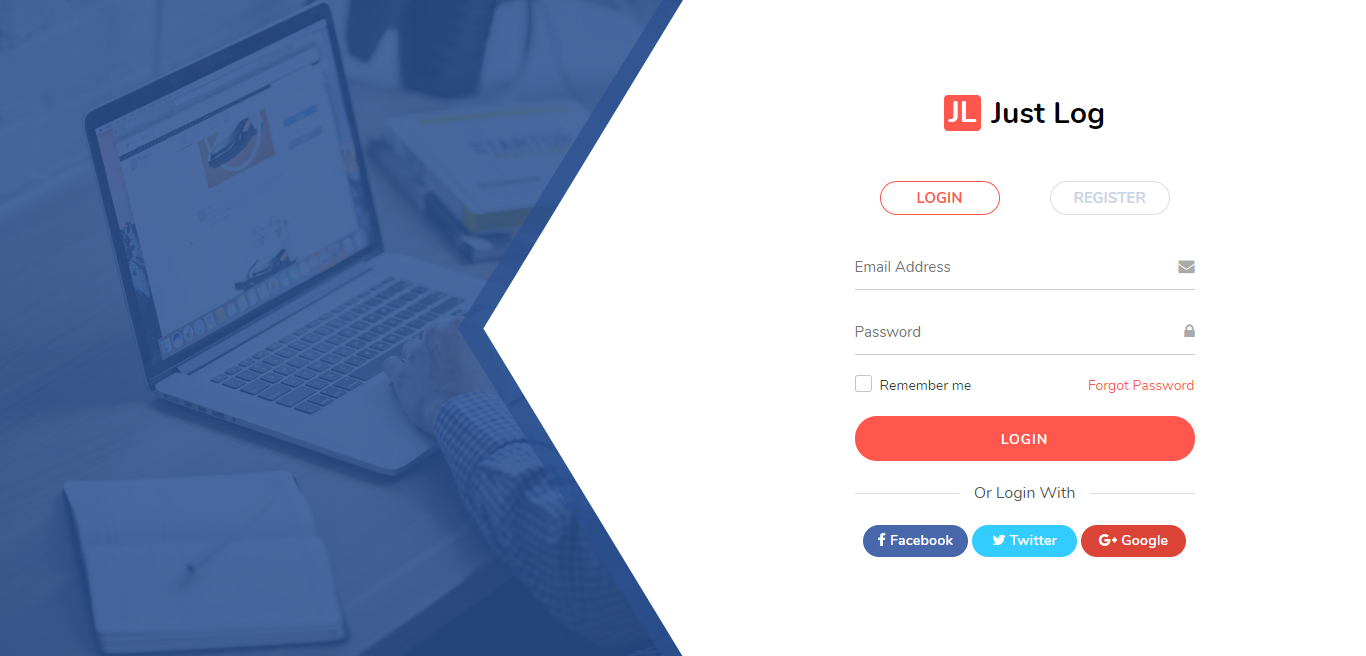 STARTUP
JL Just Log
LOGIN
REGISTER
Email Address
Password
Remember me
Forgot Password
LOGIN
Or Login With
Facebook
Twitter
G+ Google